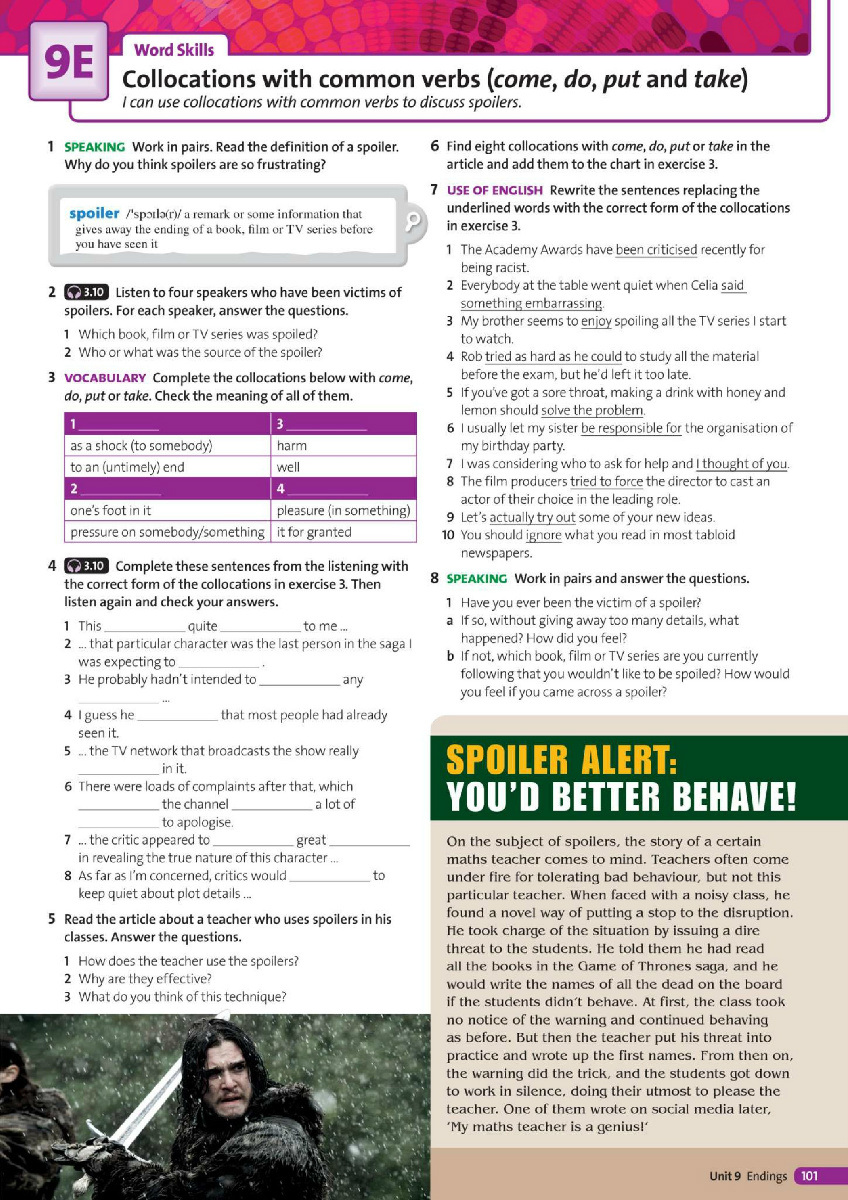 9E
Word Skills
Collocations with common verbs (come, do, put and take)
I can use collocations with common verbs to discuss spoilers.
1 SPEAKING Work in pairs. Read the definition of a spoiler.
Why do you think spoilers are so frustrating?
spoiler /'spɔɪlə(r)/ a remark or some information that
gives away the ending of a book, film or TV series before
you have seen it
2 3.10 Listen to four speakers who have been victims of
spoilers. For each speaker, answer the questions.
1 Which book, film or TV series was spoiled?
2 Who or what was the source of the spoiler?
3 VOCABULARY Complete the collocations below with come,
do, put or take. Check the meaning of all of them.
1 ____________ 3 ____________
as a shock (to somebody) harm
to an (untimely) end well
2 ____________ 4 ____________
one's foot in it pleasure (in something)
pressure on somebody/something it for granted
4 3.10 Complete these sentences from the listening with
the correct form of the collocations in exercise 3. Then
listen again and check your answers.
1 This ____________ quite ____________ to me ...
2 ... that particular character was the last person in the saga I
was expecting to ____________ .
3 He probably hadn't intended to ____________ any
____________ ...
4 I guess he ____________ that most people had already
seen it.
5 ... the TV network that broadcasts the show really
____________ in it.
6 There were loads of complaints after that, which
____________ the channel ____________ a lot of
____________ to apologise.
7 ... the critic appeared to ____________ great ____________
in revealing the true nature of this character ...
8 As far as I'm concerned, critics would ____________ to
keep quiet about plot details ...
5 Read the article about a teacher who uses spoilers in his
classes. Answer the questions.
1 How does the teacher use the spoilers?
2 Why are they effective?
3 What do you think of this technique?
6 Find eight collocations with come, do, put or take in the
article and add them to the chart in exercise 3.
7 USE OF ENGLISH Rewrite the sentences replacing the
underlined words with the correct form of the collocations
in exercise 3.
1 The Academy Awards have been criticised recently for
being racist.
2 Everybody at the table went quiet when Celia said
something embarrassing.
3 My brother seems to enjoy spoiling all the TV series I start
to watch.
4 Rob tried as hard as he could to study all the material
before the exam, but he'd left it too late.
5 If you've got a sore throat, making a drink with honey and
lemon should solve the problem.
6 I usually let my sister be responsible for the organisation of
my birthday party.
7 I was considering who to ask for help and I thought of you.
8 The film producers tried to force the director to cast an
actor of their choice in the leading role.
9 Let's actually try out some of your new ideas.
10 You should ignore what you read in most tabloid
newspapers.
8 SPEAKING Work in pairs and answer the questions.
1 Have you ever been the victim of a spoiler?
a If so, without giving away too many details, what
happened? How did you feel?
b If not, which book, film or TV series are you currently
following that you wouldn't like to be spoiled? How would
you feel if you came across a spoiler?
SPOILER ALERT:
YOU'D BETTER BEHAVE!
On the subject of spoilers, the story of a certain
maths teacher comes to mind. Teachers often come
under fire for tolerating bad behaviour, but not this
particular teacher. When faced with a noisy class, he
found a novel way of putting a stop to the disruption.
He took charge of the situation by issuing a dire
threat to the students. He told them he had read
all the books in the Game of Thrones saga, and he
would write the names of all the dead on the board
if the students didn't behave. At first, the class took
no notice of the warning and continued behaving
as before. But then the teacher put his threat into
practice and wrote up the first names. From then on,
the warning did the trick, and the students got down
to work in silence, doing their utmost to please the
teacher. One of them wrote on social media later,
'My maths teacher is a genius!'
Unit 9 Endings 101